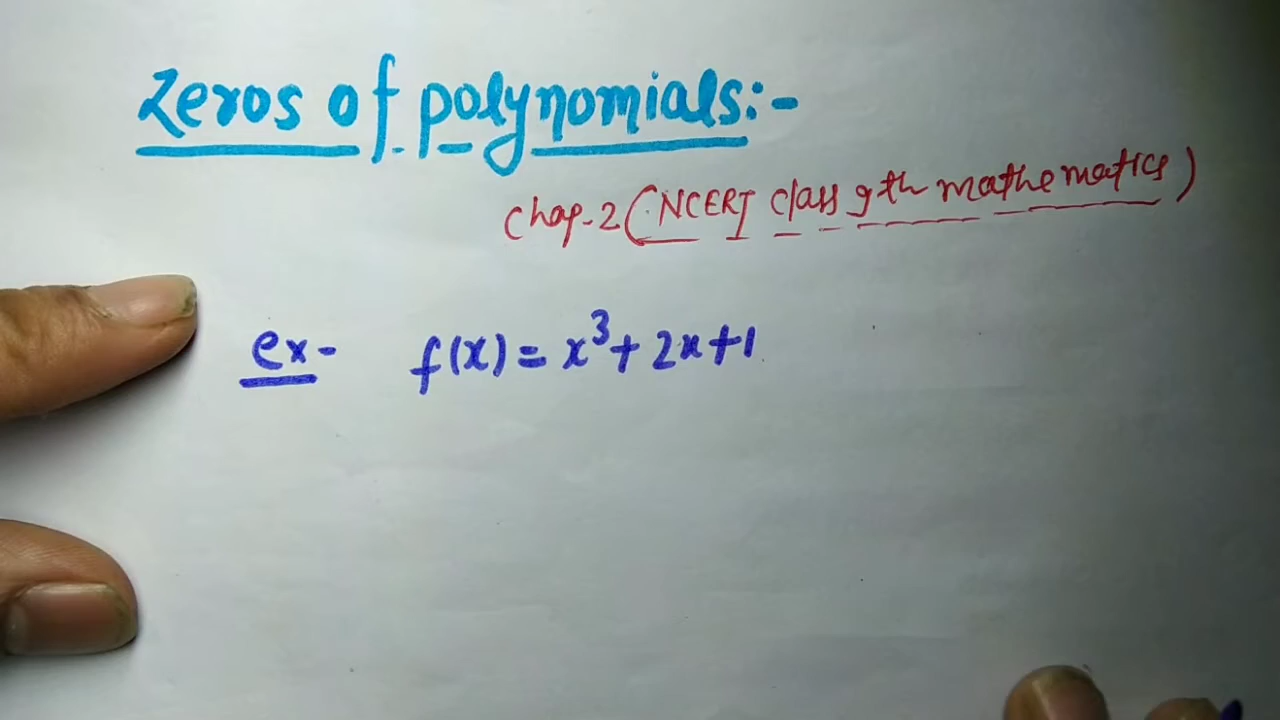 Zeros of polynomials:-
Chap-2 (NCERT class 9th mathematics)
ex- f(x) = x³ + 2x + 1